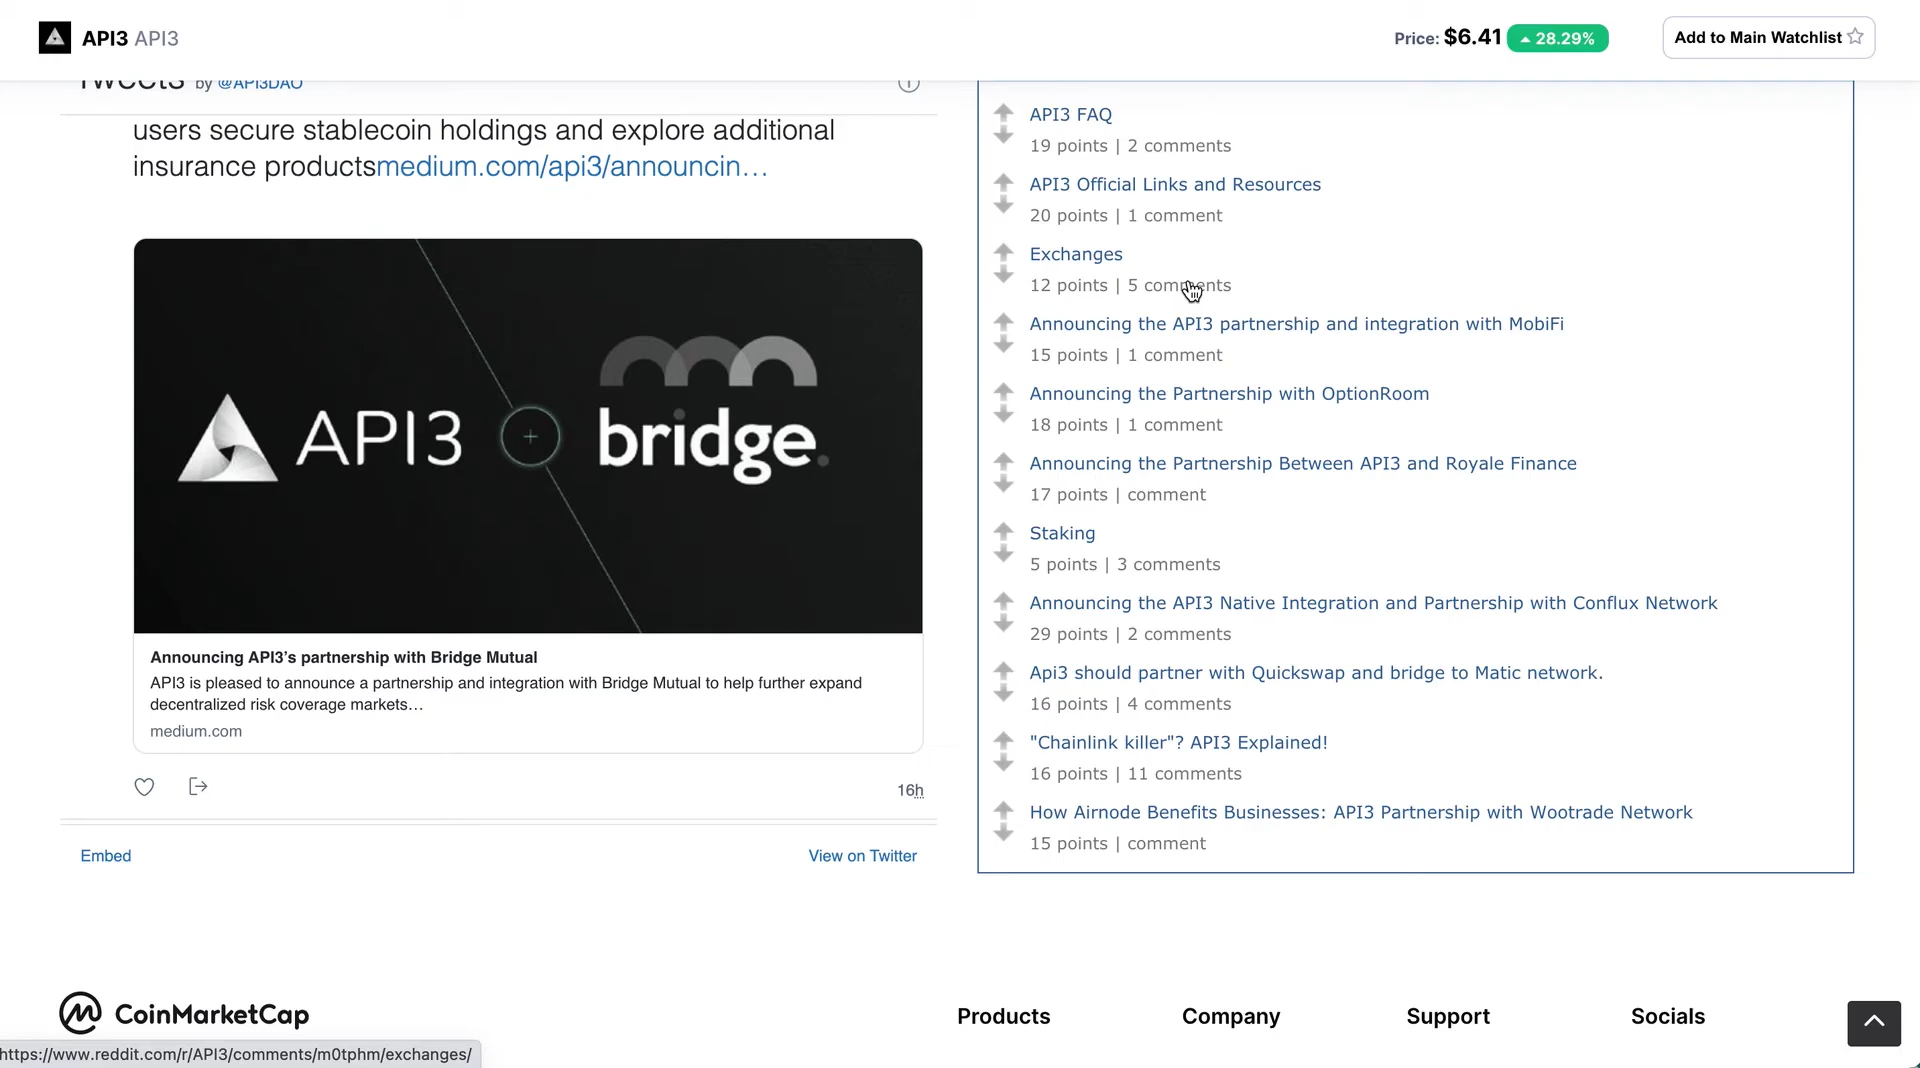 API3 API3
Price: $6.41 28.29%
Add to Main Watchlist
Tweets by @API3DAO
users secure stablecoin holdings and explore additional
insurance productsmedium.com/api3/announcin…
API3 + bridge.
Announcing API3’s partnership with Bridge Mutual
API3 is pleased to announce a partnership and integration with Bridge Mutual to help further expand
decentralized risk coverage markets…
medium.com
16h
Embed
View on Twitter
API3 FAQ
19 points | 2 comments
API3 Official Links and Resources
20 points | 1 comment
Exchanges
12 points | 5 comments
Announcing the API3 partnership and integration with MobiFi
15 points | 1 comment
Announcing the Partnership with OptionRoom
18 points | 1 comment
Announcing the Partnership Between API3 and Royale Finance
17 points | comment
Staking
5 points | 3 comments
Announcing the API3 Native Integration and Partnership with Conflux Network
29 points | 2 comments
Api3 should partner with Quickswap and bridge to Matic network.
16 points | 4 comments
"Chainlink killer"? API3 Explained!
16 points | 11 comments
How Airnode Benefits Businesses: API3 Partnership with Wootrade Network
15 points | comment
CoinMarketCap
Products
Company
Support
Socials
https://www.reddit.com/r/API3/comments/m0tphm/exchanges/